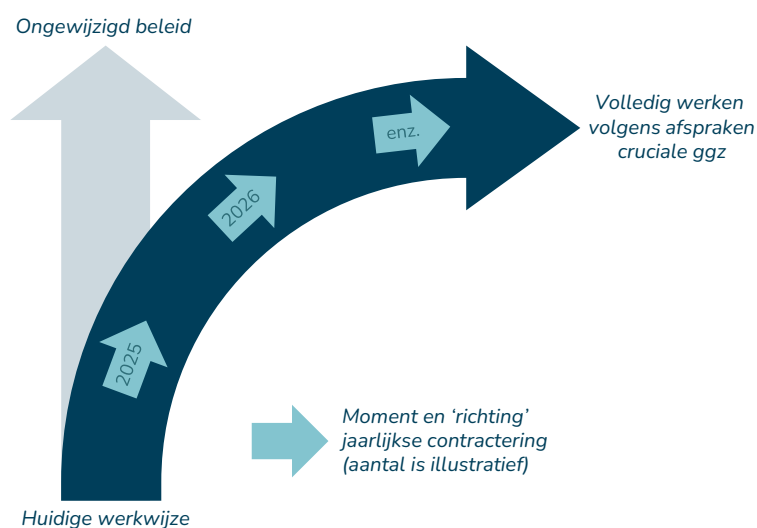 Ongewijzigd beleid
Volledig werken
volgens afspraken
cruciale ggz
enz.
2026
2025
Moment en ‘richting’
jaarlijkse contractering
(aantal is illustratief)
Huidige werkwijze